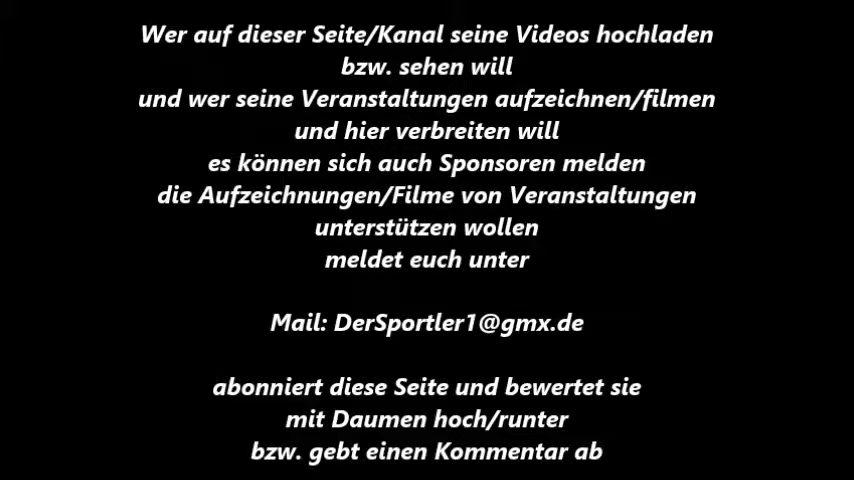 Wer auf dieser Seite/Kanal seine Videos hochladen
bzw. sehen will
und wer seine Veranstaltungen aufzeichnen/filmen
und hier verbreiten will
es können sich auch Sponsoren melden
die Aufzeichnungen/Filme von Veranstaltungen
unterstützen wollen
meldet euch unter
Mail: DerSportler1@gmx.de
abonniert diese Seite und bewertet sie
mit Daumen hoch/runter
bzw. gebt einen Kommentar ab